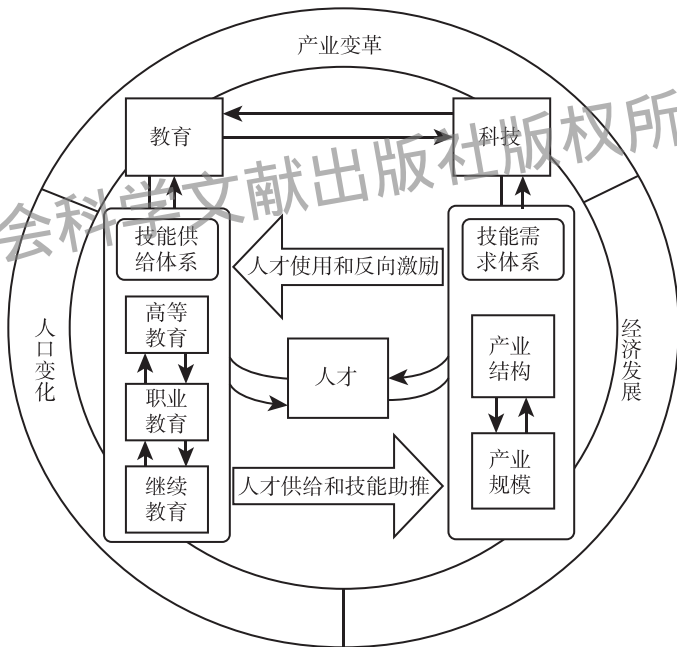 产业变革
教育
科技
会科学文献出版社版权所
技能供
给体系
技能需
求体系
人才使用和反向激励
高等
教育
人口变化
经济发展
产业
结构
人才
职业
教育
产业
规模
继续
教育
人才供给和技能助推